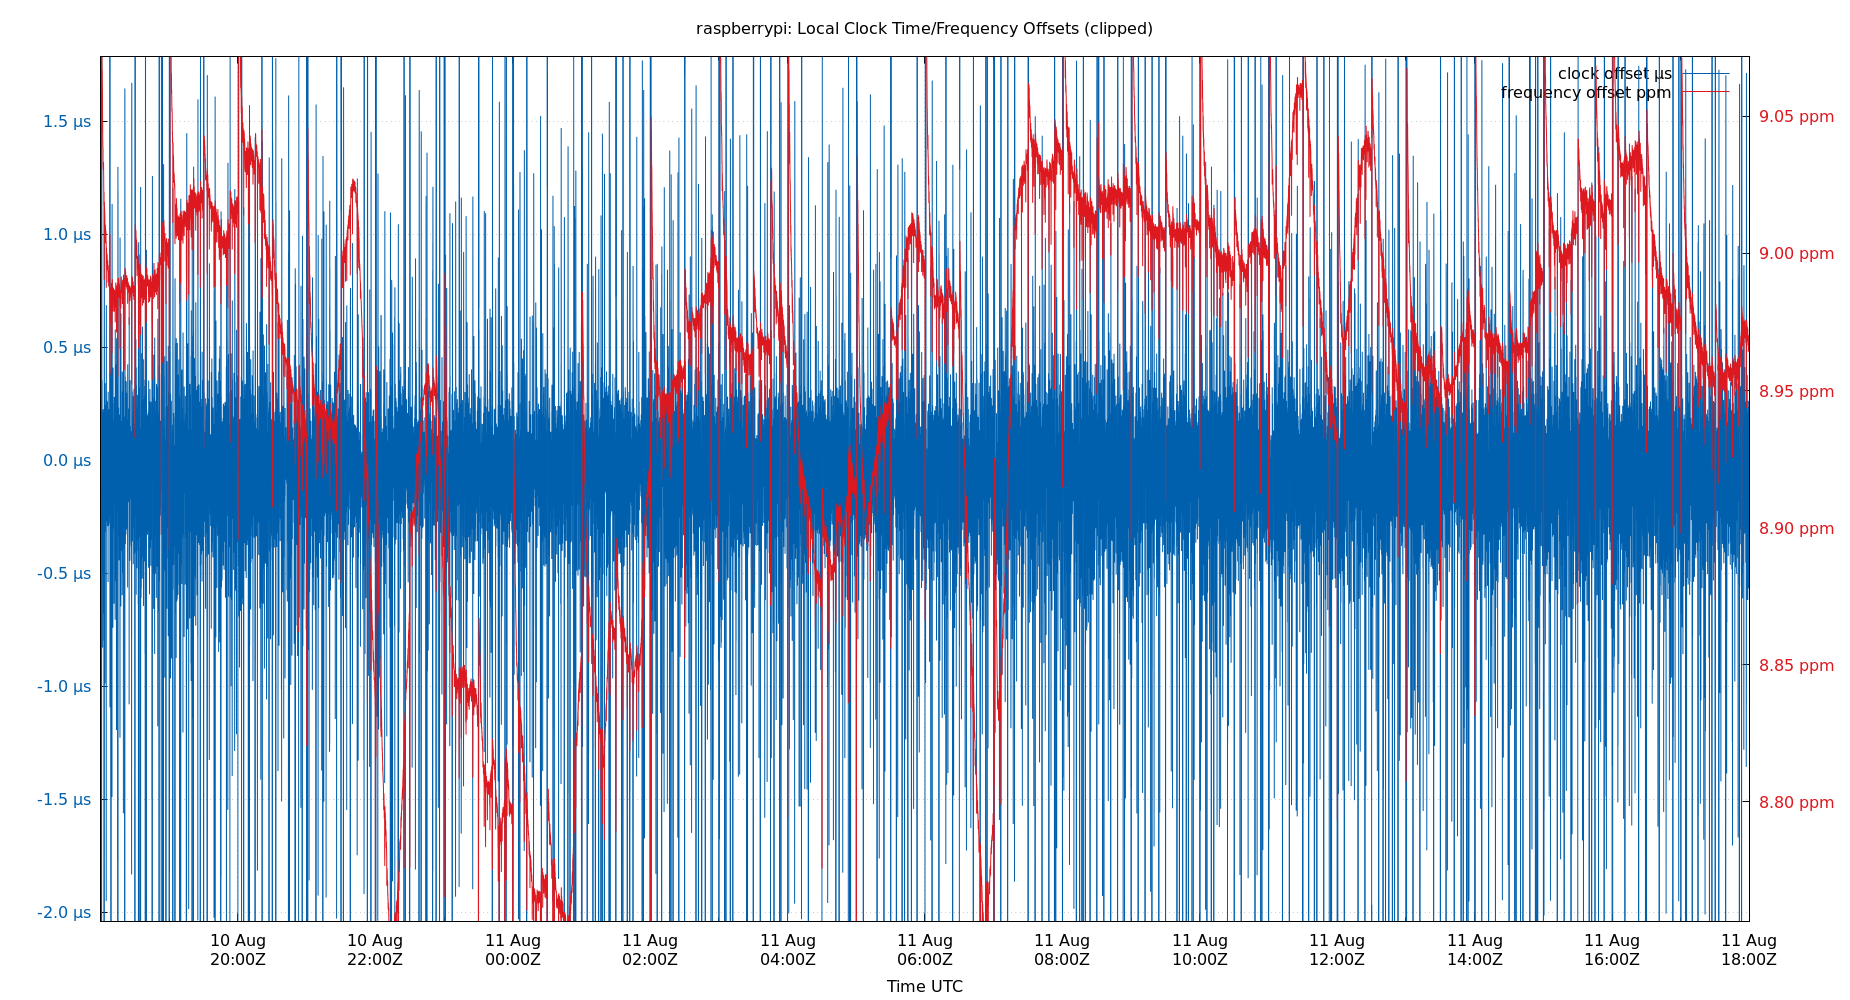 raspberrypi: Local Clock Time/Frequency Offsets (clipped)
clock offset µs
frequency offset ppm
1.5 µs
1.0 µs
0.5 µs
0.0 µs
-0.5 µs
-1.0 µs
-1.5 µs
-2.0 µs
9.05 ppm
9.00 ppm
8.95 ppm
8.90 ppm
8.85 ppm
8.80 ppm
10 Aug 10 Aug 11 Aug 11 Aug 11 Aug 11 Aug 11 Aug 11 Aug 11 Aug 11 Aug 11 Aug 11 Aug
20:00Z 22:00Z 00:00Z 02:00Z 04:00Z 06:00Z 08:00Z 10:00Z 12:00Z 14:00Z 16:00Z 18:00Z
Time UTC